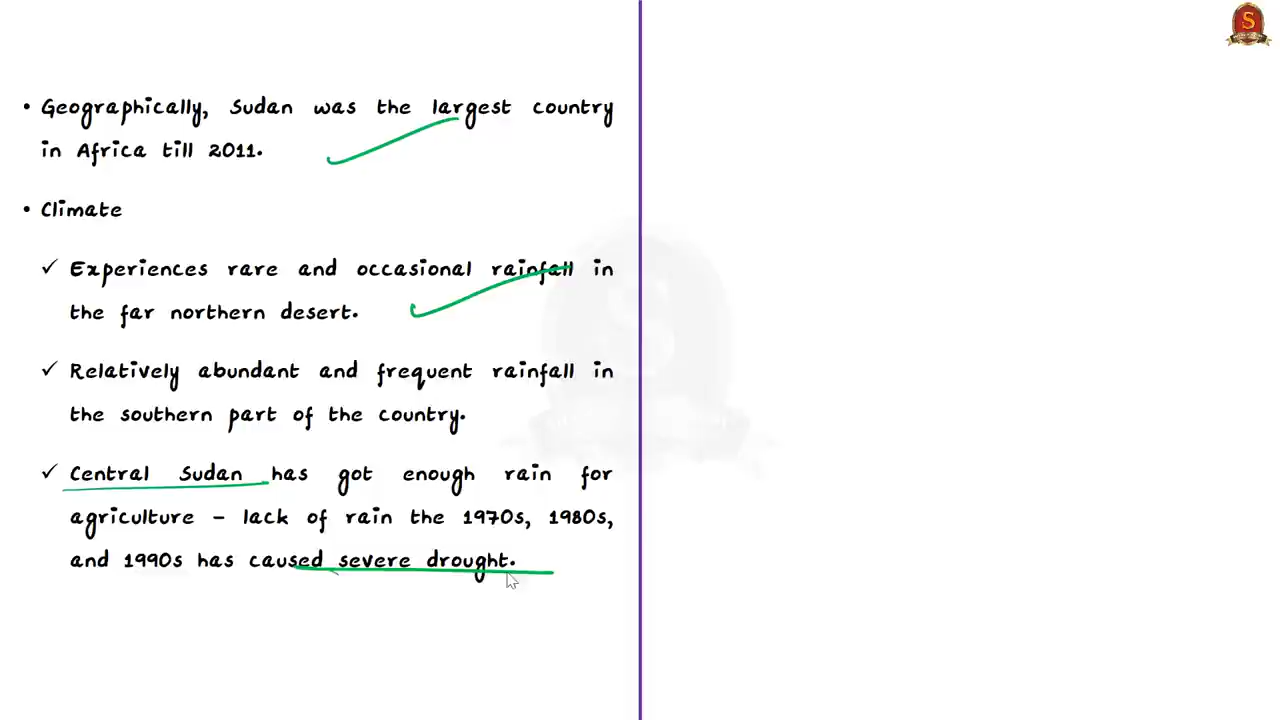 • Geographically, Sudan was the largest country
in Africa till 2011.
• Climate
✓ Experiences rare and occasional rainfall in
the far northern desert.
✓ Relatively abundant and frequent rainfall in
the southern part of the country.
✓ Central Sudan has got enough rain for
agriculture – lack of rain the 1970s, 1980s,
and 1990s has caused severe drought.
S